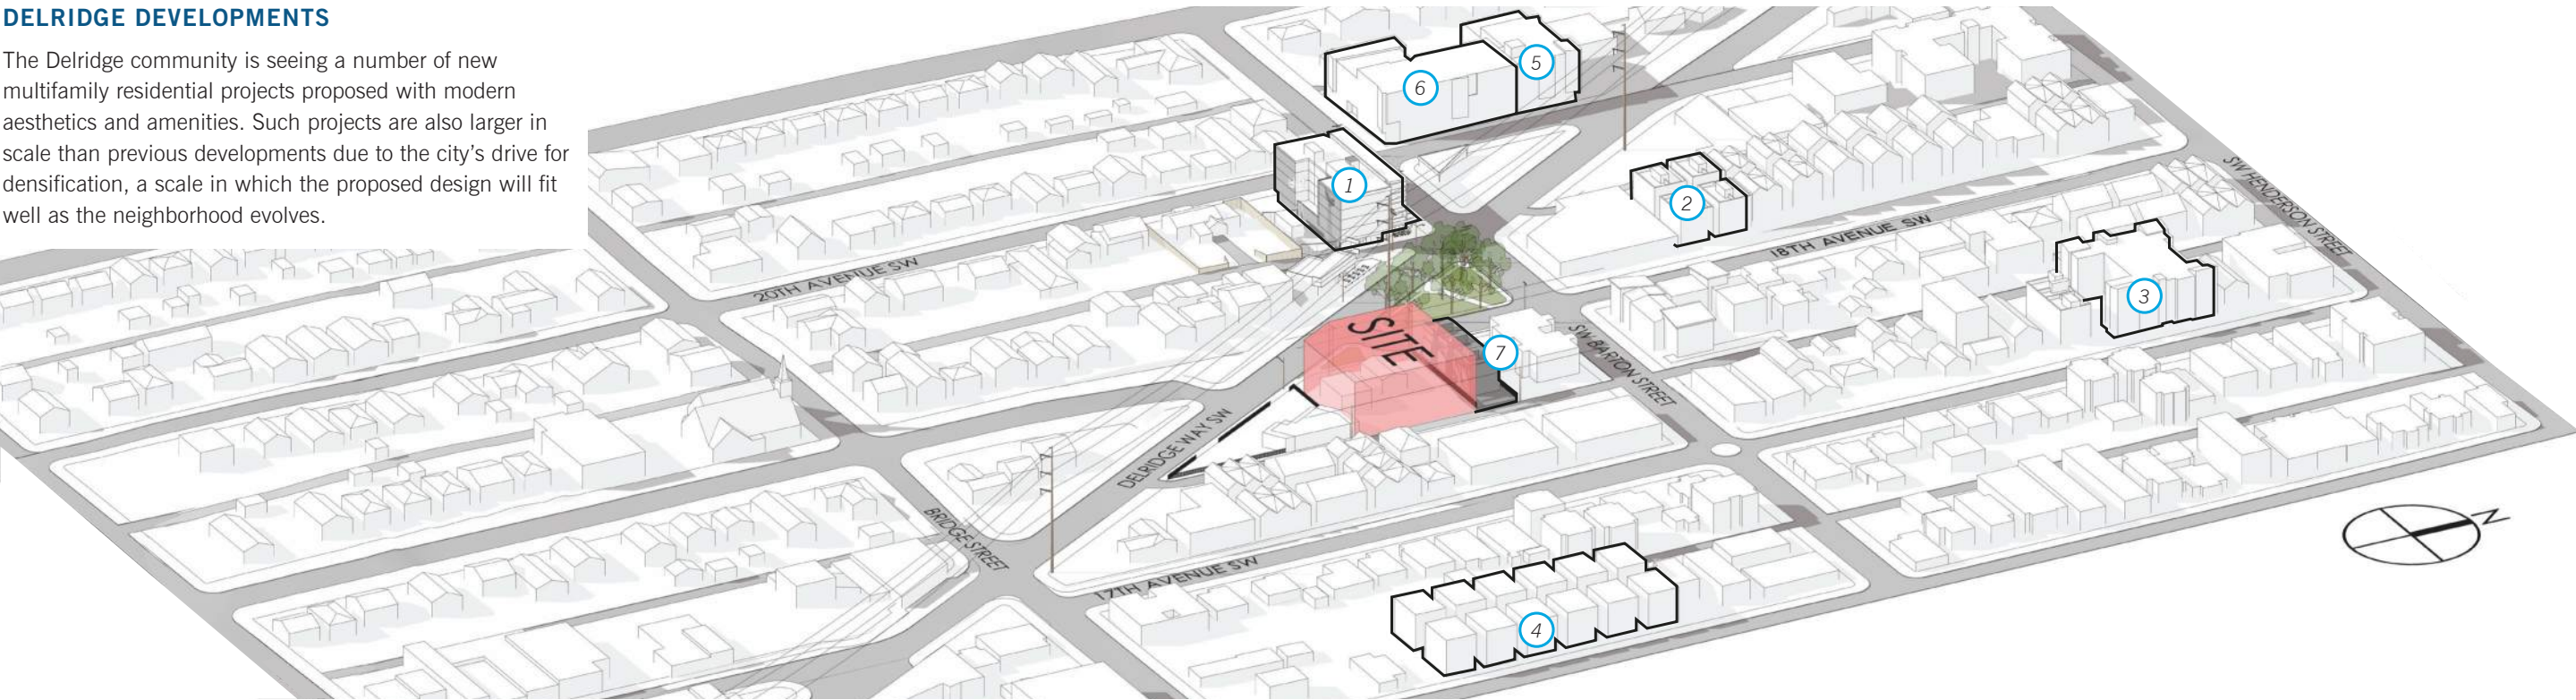 DELRIDGE DEVELOPMENTS
The Delridge community is seeing a number of new
multifamily residential projects proposed with modern
aesthetics and amenities. Such projects are also larger in
scale than previous developments due to the city’s drive for
densification, a scale in which the proposed design will fit
well as the neighborhood evolves.
5
6
1
2
SW HENDERSON STREET
18TH AVENUE SW
20TH AVENUE SW
3
SITE
7
SW BARTON STREET
DELRIDGE WAY SW
BRIDGE STREET
N
17TH AVENUE SW
4